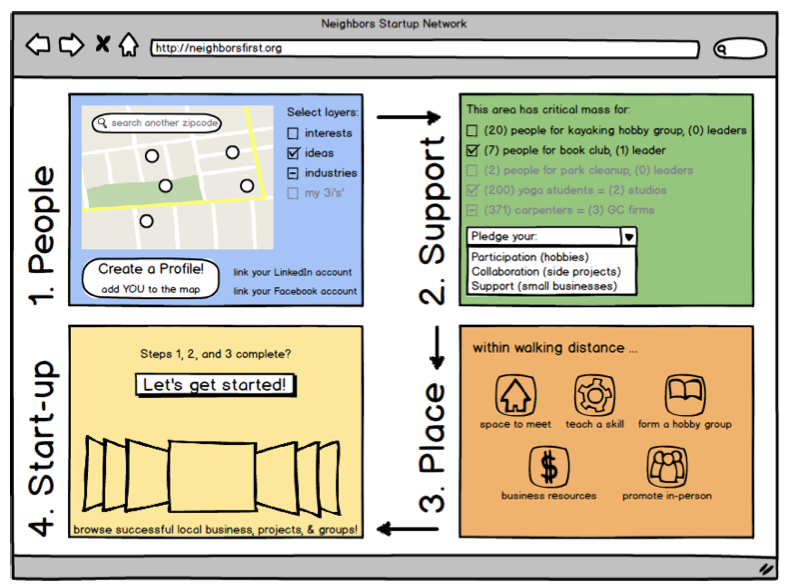 Neighbors Startup Network
http://neighborsfirst.org
1. People
search another zipcode
Select layers:
interests
ideas
industries
my 3i's'
Create a Profile!
add YOU to the map
link your LinkedIn account
link your Facebook account
2. Support
This area has critical mass for:
(20) people for kayaking hobby group, (0) leaders
(7) people for book club, (1) leader
(2) people for park cleanup, (0) leaders
(200) yoga students = (2) studios
(371) carpenters = (3) GC firms
Pledge your:
Participation (hobbies)
Collaboration (side projects)
Support (small businesses)
3. Place
within walking distance ...
space to meet
teach a skill
form a hobby group
business resources
promote in-person
4. Start-up
Steps 1, 2, and 3 complete?
Let's get started!
browse successful local business, projects, & groups!